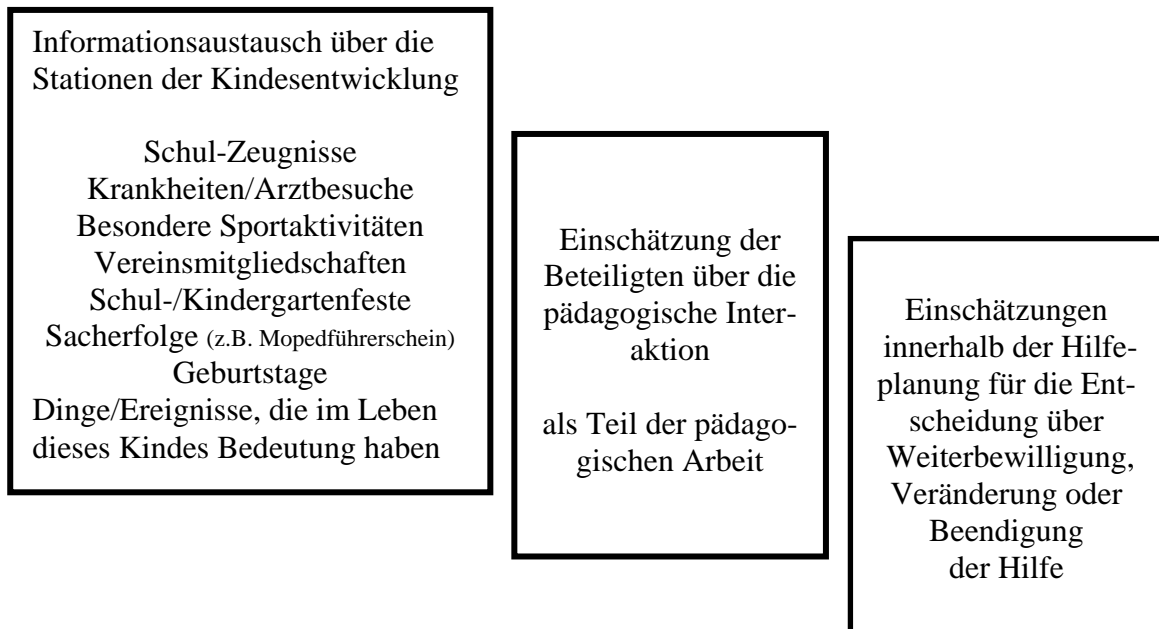 Informationsaustausch über die
Stationen der Kindesentwicklung
Schul-Zeugnisse
Krankheiten/Arztbesuche
Besondere Sportaktivitäten
Vereinsmitgliedschaften
Schul-/Kindergartenfeste
Sacherfolge (z.B. Mopedführerschein)
Geburtstage
Dinge/Ereignisse, die im Leben
dieses Kindes Bedeutung haben
Einschätzung der
Beteiligten über die
pädagogische Inter-
aktion
als Teil der pädago-
gischen Arbeit
Einschätzungen
innerhalb der Hilfe-
planung für die Ent-
scheidung über
Weiterbewilligung,
Veränderung oder
Beendigung
der Hilfe